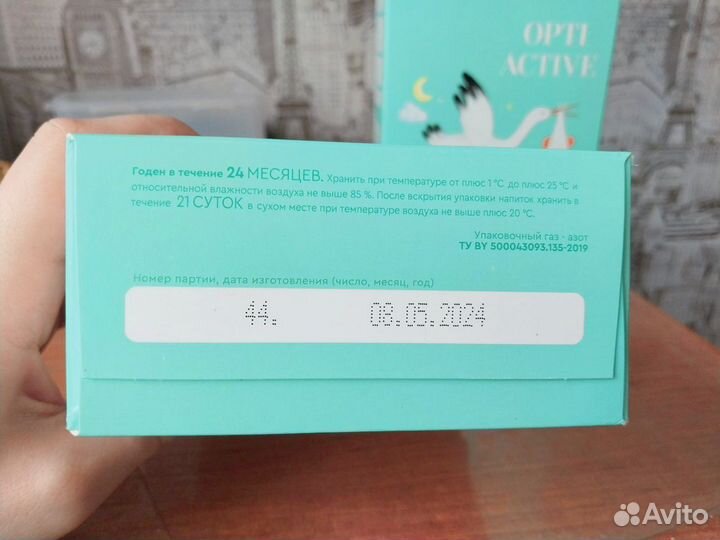 OPTI
ACTIVE
Годен в течение 24 МЕСЯЦЕВ. Хранить при температуре от плюс 1 °С до плюс 25 °С и
относительной влажности воздуха не выше 85 %. После вскрытия упаковки напиток хранить в
течение 21 СУТОК в сухом месте при температуре воздуха не выше плюс 20 °С.
Упаковочный газ - азот
ТУ BY 500043093.135-2019
Номер партии, дата изготовления (число, месяц, год)
44. 08.05.2024
Avito